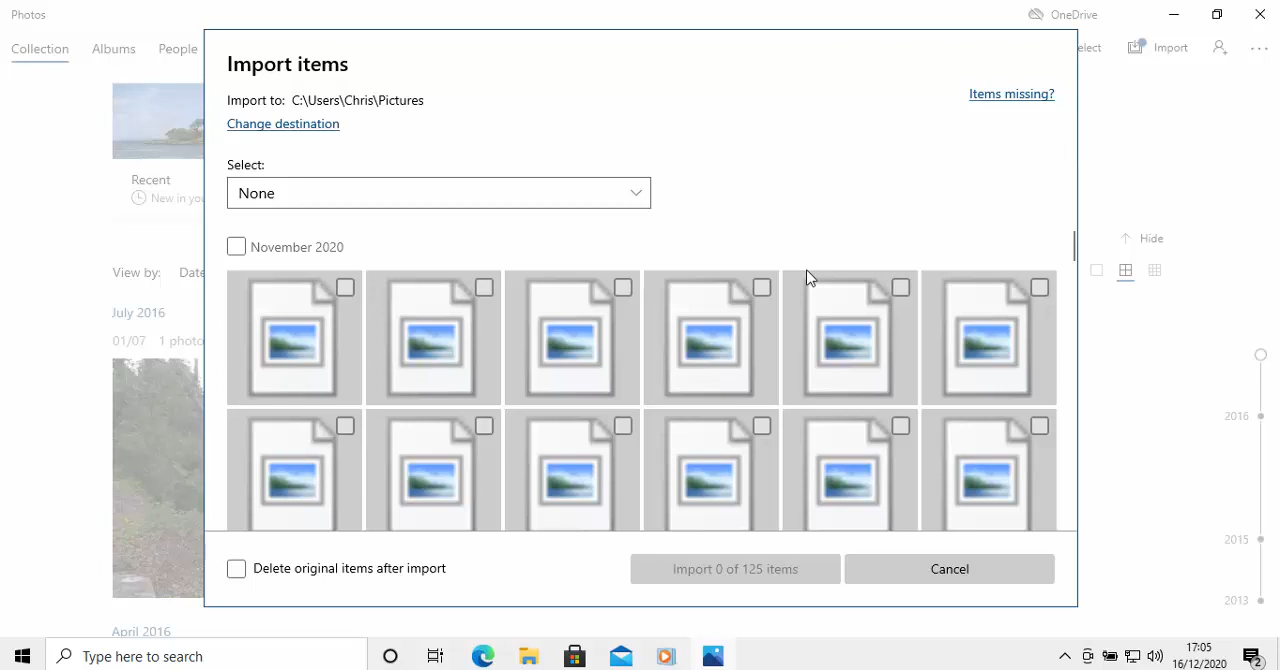 Photos
OneDrive
Collection Albums People
elect Import
Import items
Import to: C:\Users\Chris\Pictures
Items missing?
Change destination
Select:
None
Recent
New in you
November 2020
Hide
View by: Date
July 2016
01/07 1 photo
2016
2015
2013
Delete original items after import
Import 0 of 125 items
Cancel
April 2016
Type here to search
17:05
16/12/2020
2